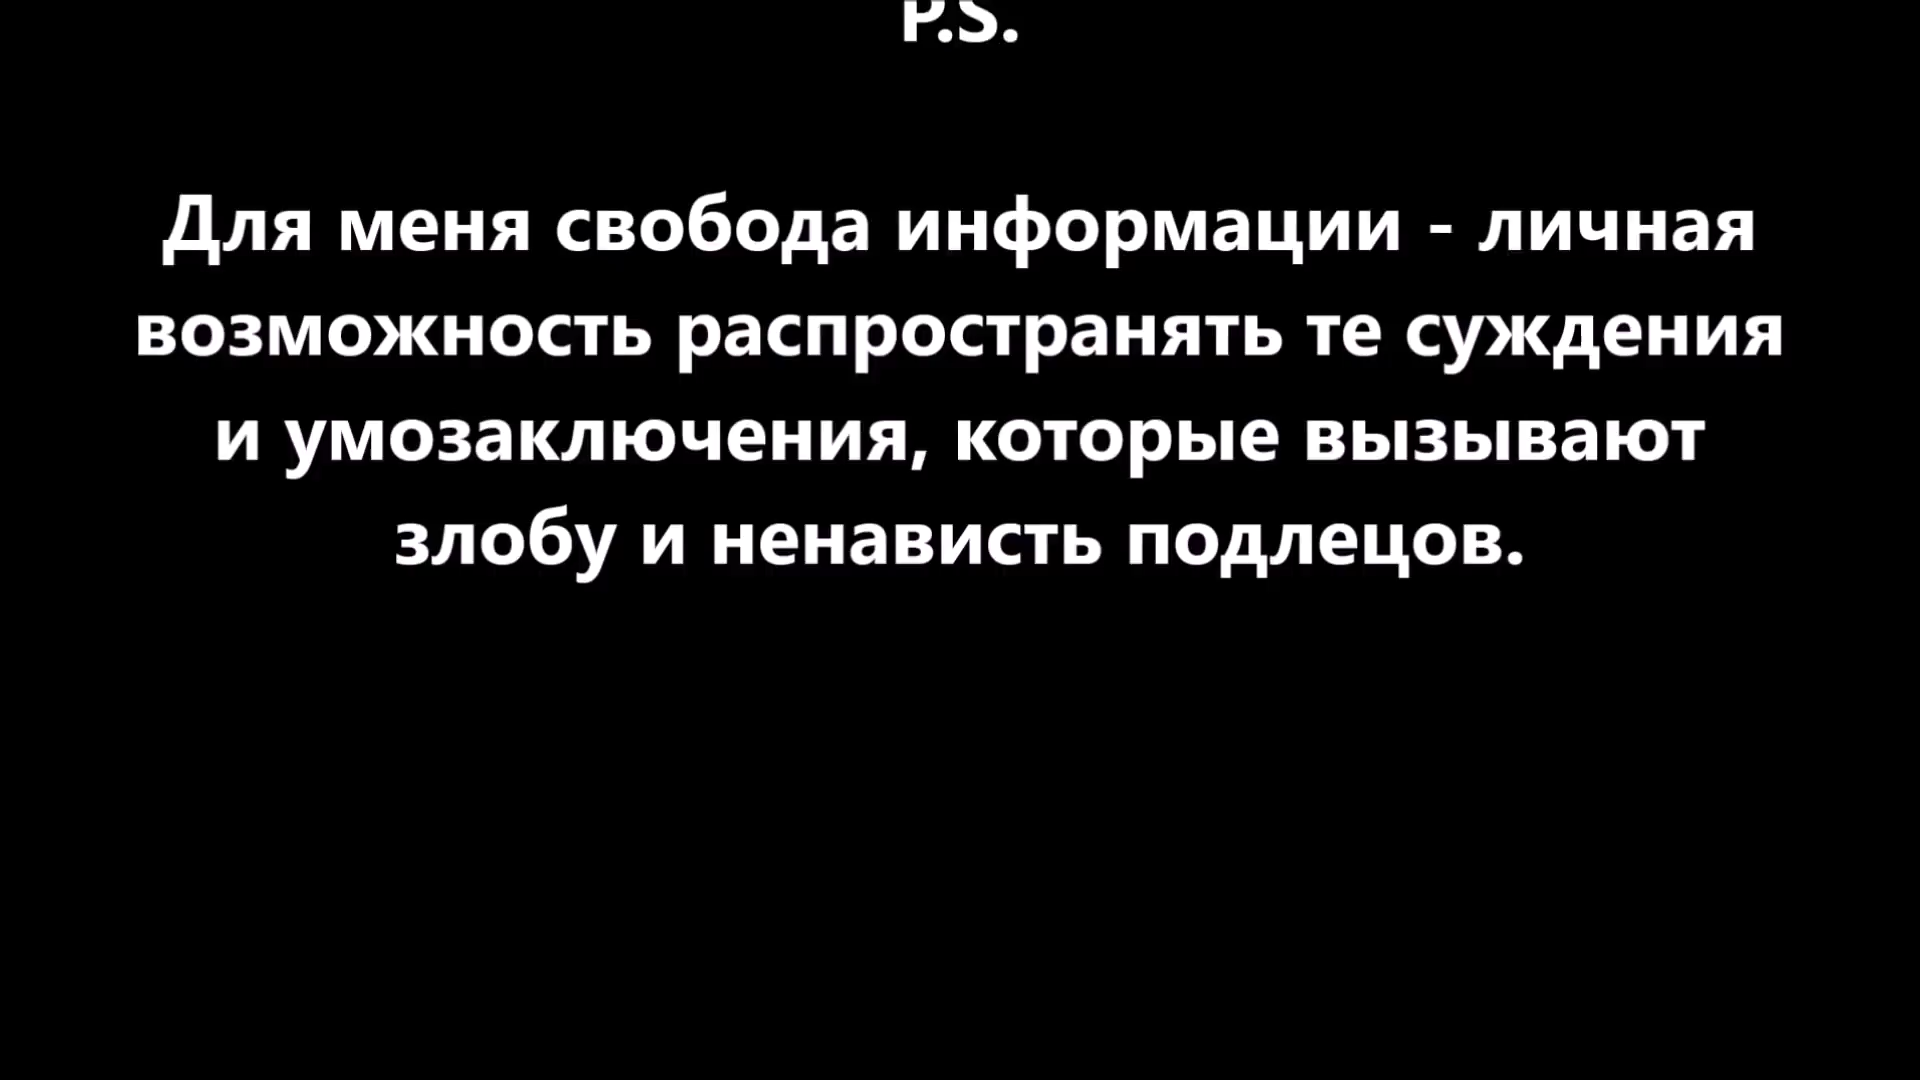 P.S.
Для меня свобода информации - личная
возможность распространять те суждения
и умозаключения, которые вызывают
злобу и ненависть подлецов.